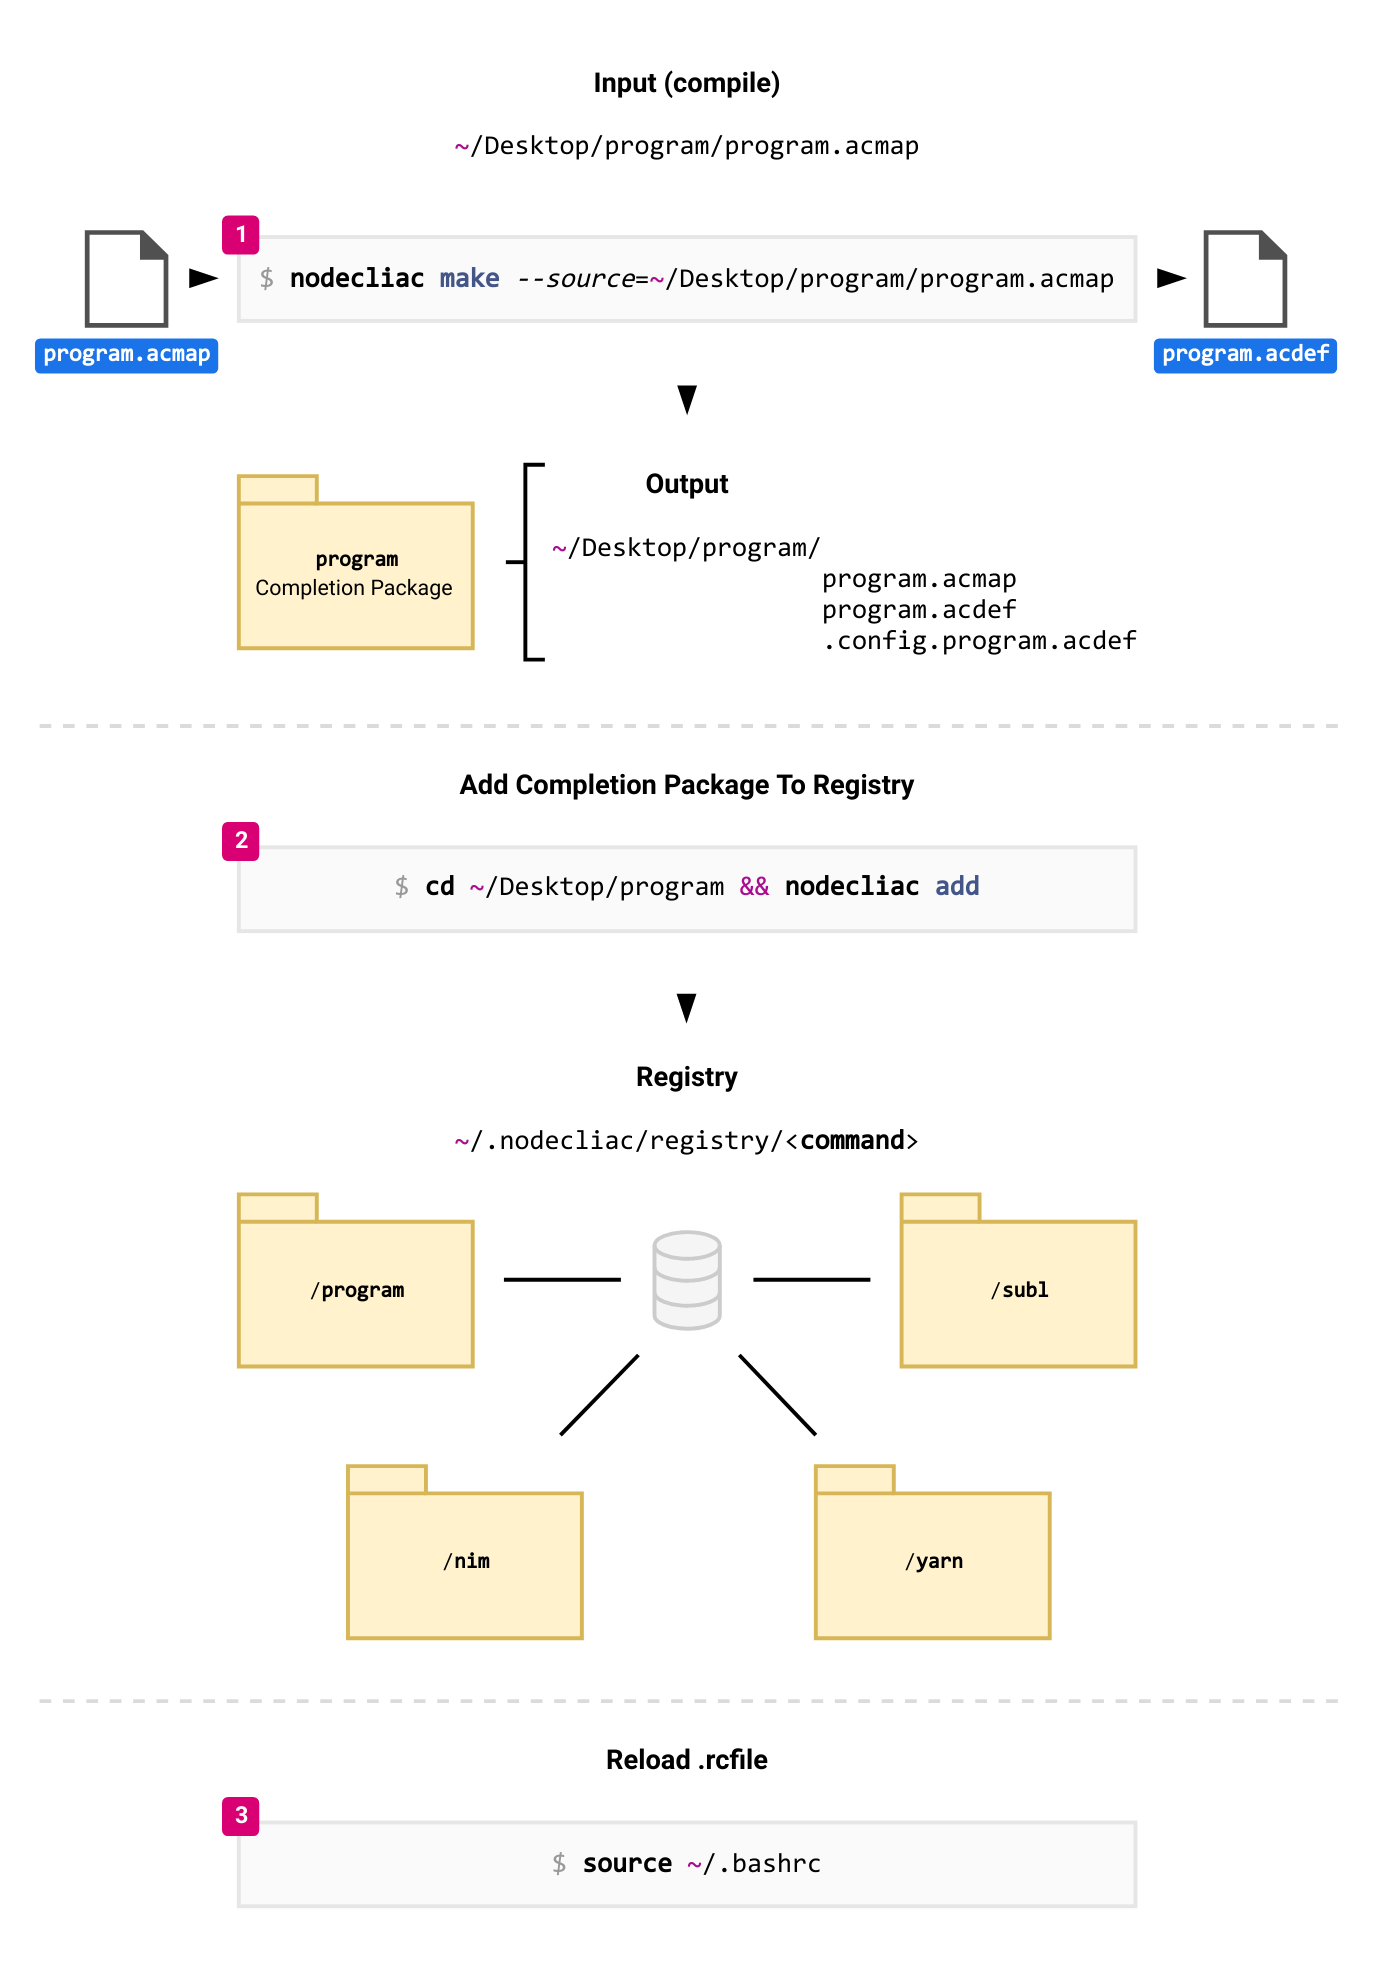 Input (compile)
~/Desktop/program/program.acmap
1
$ nodecliac make --source=~/Desktop/program/program.acmap
program.acmap
program.acdef
Output
program
Completion Package
~/Desktop/program/
program.acmap
program.acdef
.config.program.acdef
Add Completion Package To Registry
2
$ cd ~/Desktop/program && nodecliac add
Registry
~/.nodecliac/registry/<command>
/program
/subl
/nim
/yarn
Reload .rcfile
3
$ source ~/.bashrc